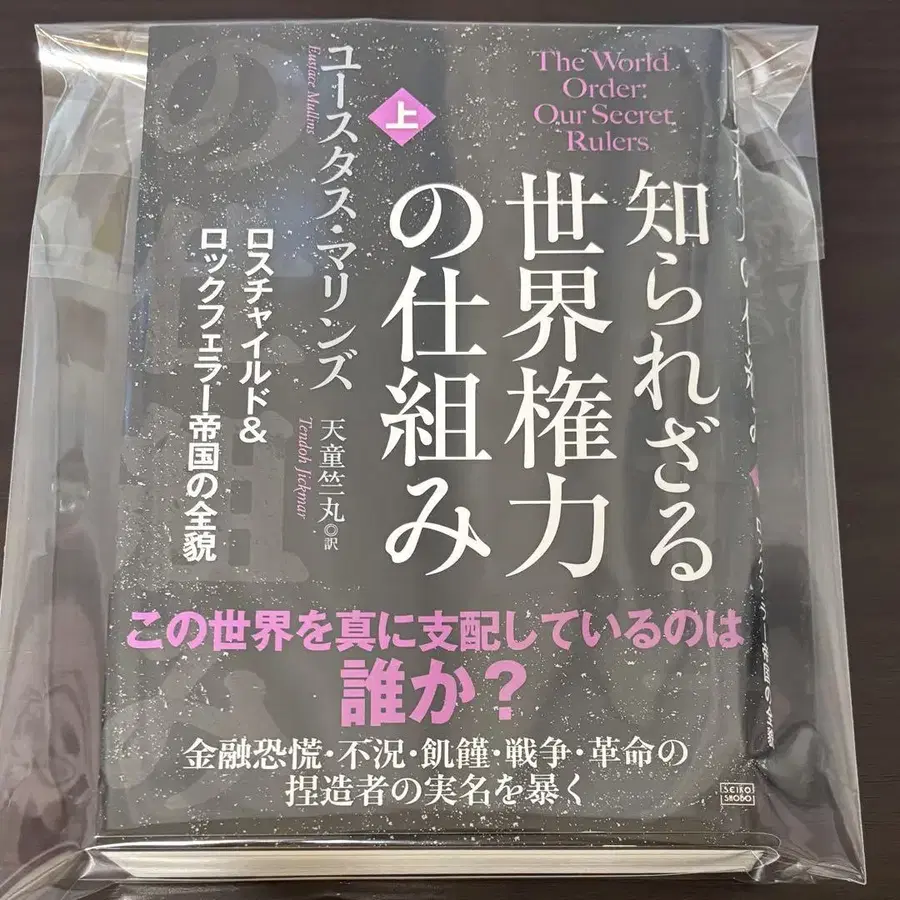 The World
Order:
Our Secret
Rulers
知られざる
世界権力
の仕組み
上
ユースタス・マリンズ
Eustace Mullins
天童竺丸◎訳
Tendoh Jickmar
ロスチャイルド&
ロックフェラー帝国の全貌
この世界を真に支配しているのは
誰か?
金融恐慌・不況・飢饉・戦争・革命の
捏造者の実名を暴く
SEIKO
SHOBO
の仕組み